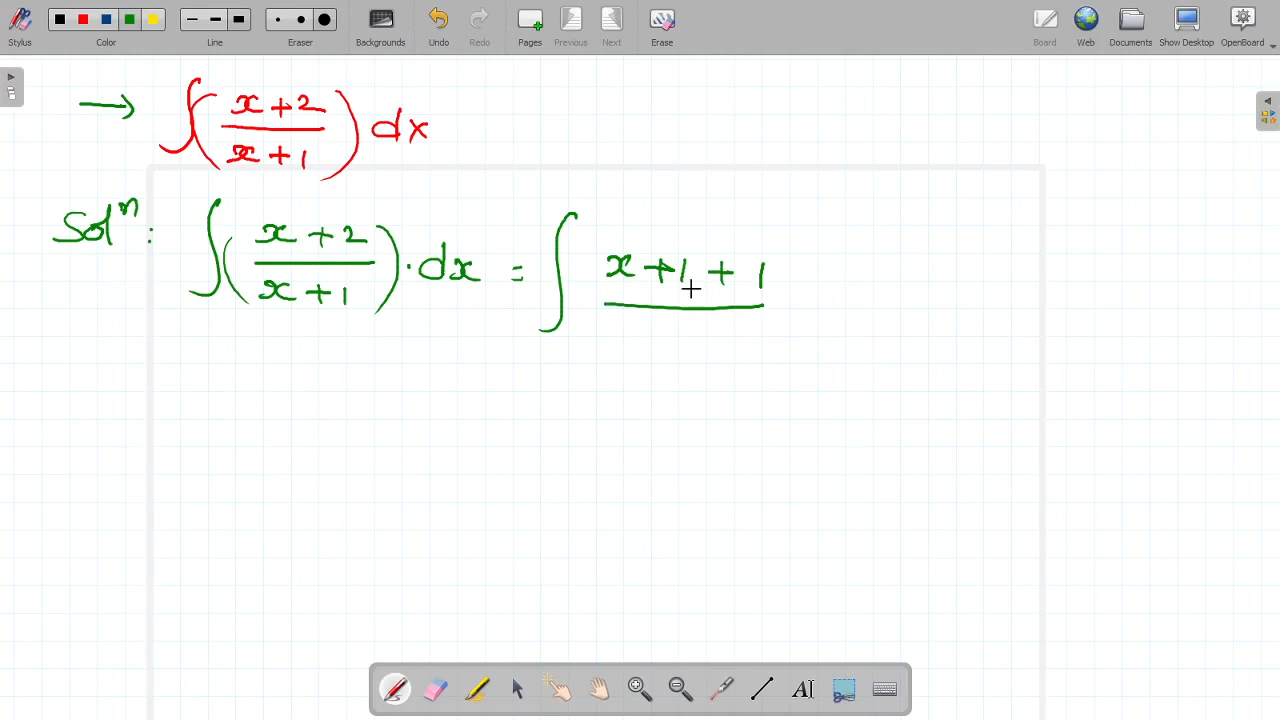 Stylus Color Line Eraser Backgrounds Undo Redo Pages Previous Next Erase Board Web Documents Show Desktop OpenBoard
→ ∫(x+2/x+1) dx
Solⁿ: ∫(x+2/x+1)·dx = ∫ x+1+1